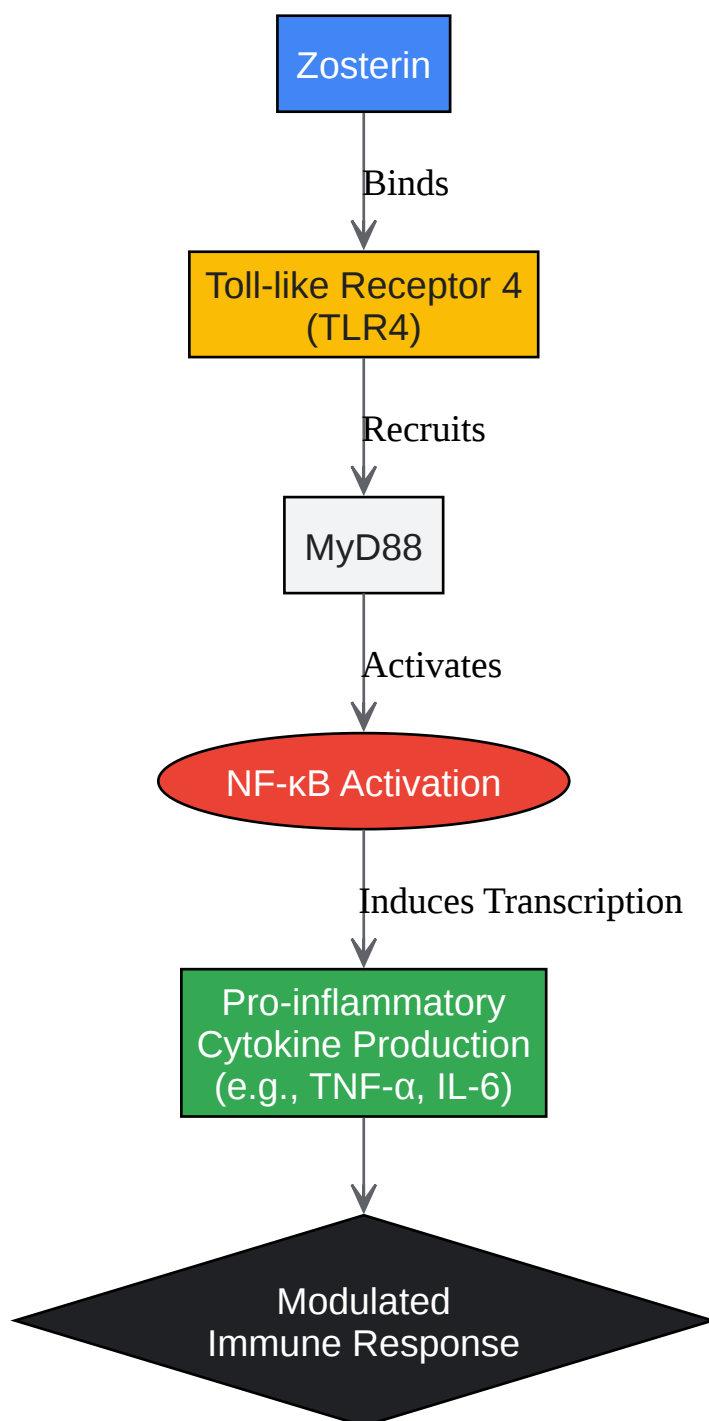 Zosterin
Binds
Toll-like Receptor 4
(TLR4)
Recruits
MyD88
Activates
NF-κB Activation
Induces Transcription
Pro-inflammatory
Cytokine Production
(e.g., TNF-α, IL-6)
Modulated
Immune Response